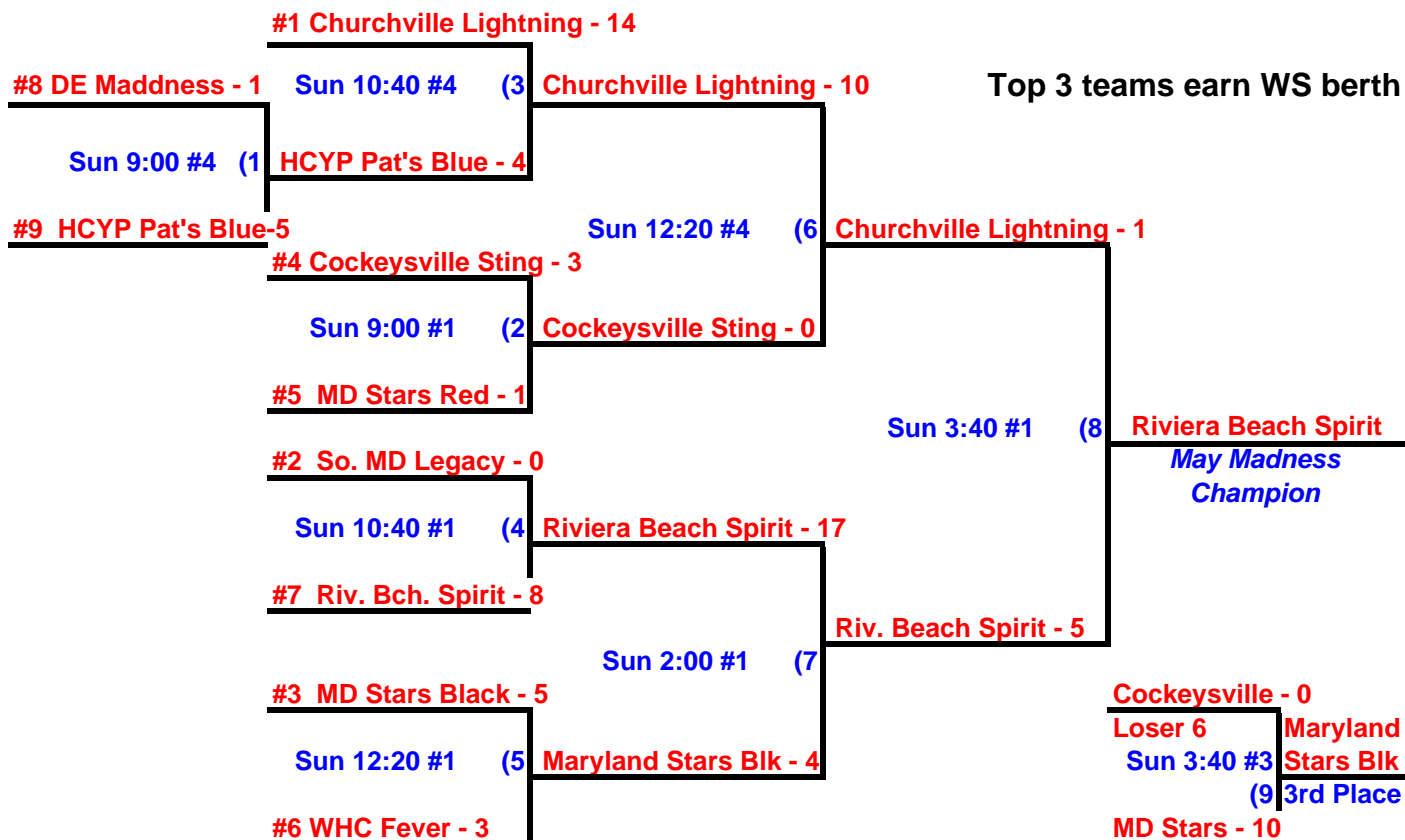 #1 Churchville Lightning - 14
#8 DE Maddness - 1
Sun 10:40 #4 (3
Churchville Lightning - 10
Top 3 teams earn WS berth
Sun 9:00 #4 (1
HCYP Pat's Blue - 4
#9 HCYP Pat's Blue-5
Sun 12:20 #4 (6
Churchville Lightning - 1
#4 Cockeysville Sting - 3
Sun 9:00 #1 (2
Cockeysville Sting - 0
#5 MD Stars Red - 1
Sun 3:40 #1 (8
Riviera Beach Spirit
May Madness
Champion
#2 So. MD Legacy - 0
Sun 10:40 #1 (4
Riviera Beach Spirit - 17
#7 Riv. Bch. Spirit - 8
Riv. Beach Spirit - 5
Sun 2:00 #1 (7
#3 MD Stars Black - 5
Sun 12:20 #1 (5
Maryland Stars Blk - 4
#6 WHC Fever - 3
Cockeysville - 0
Loser 6
Maryland
Sun 3:40 #3
Stars Blk
(9
3rd Place
MD Stars - 10